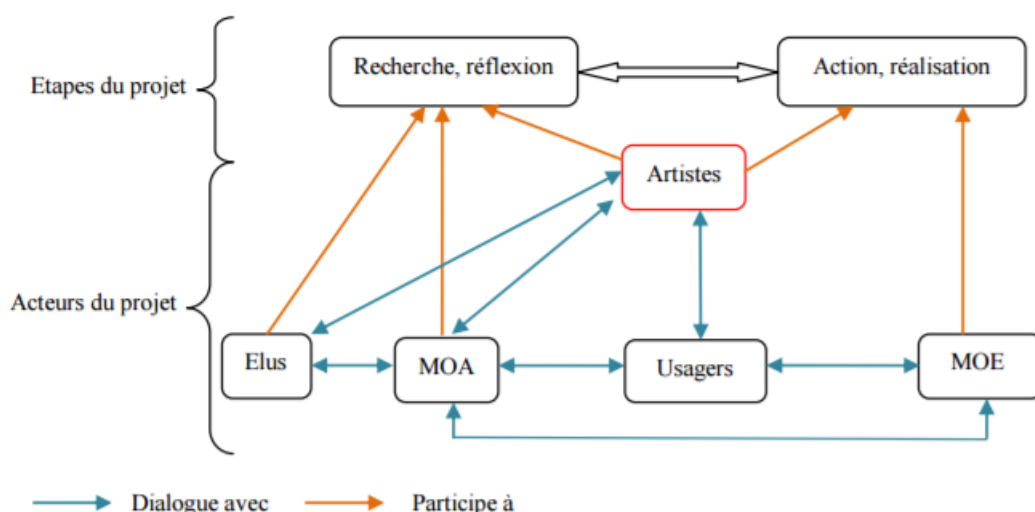 Recherche, réflexion
Action, réalisation
Etapes du projet
Artistes
Acteurs du projet
Elus
MOA
Usagers
MOE
Dialogue avec
Participe à